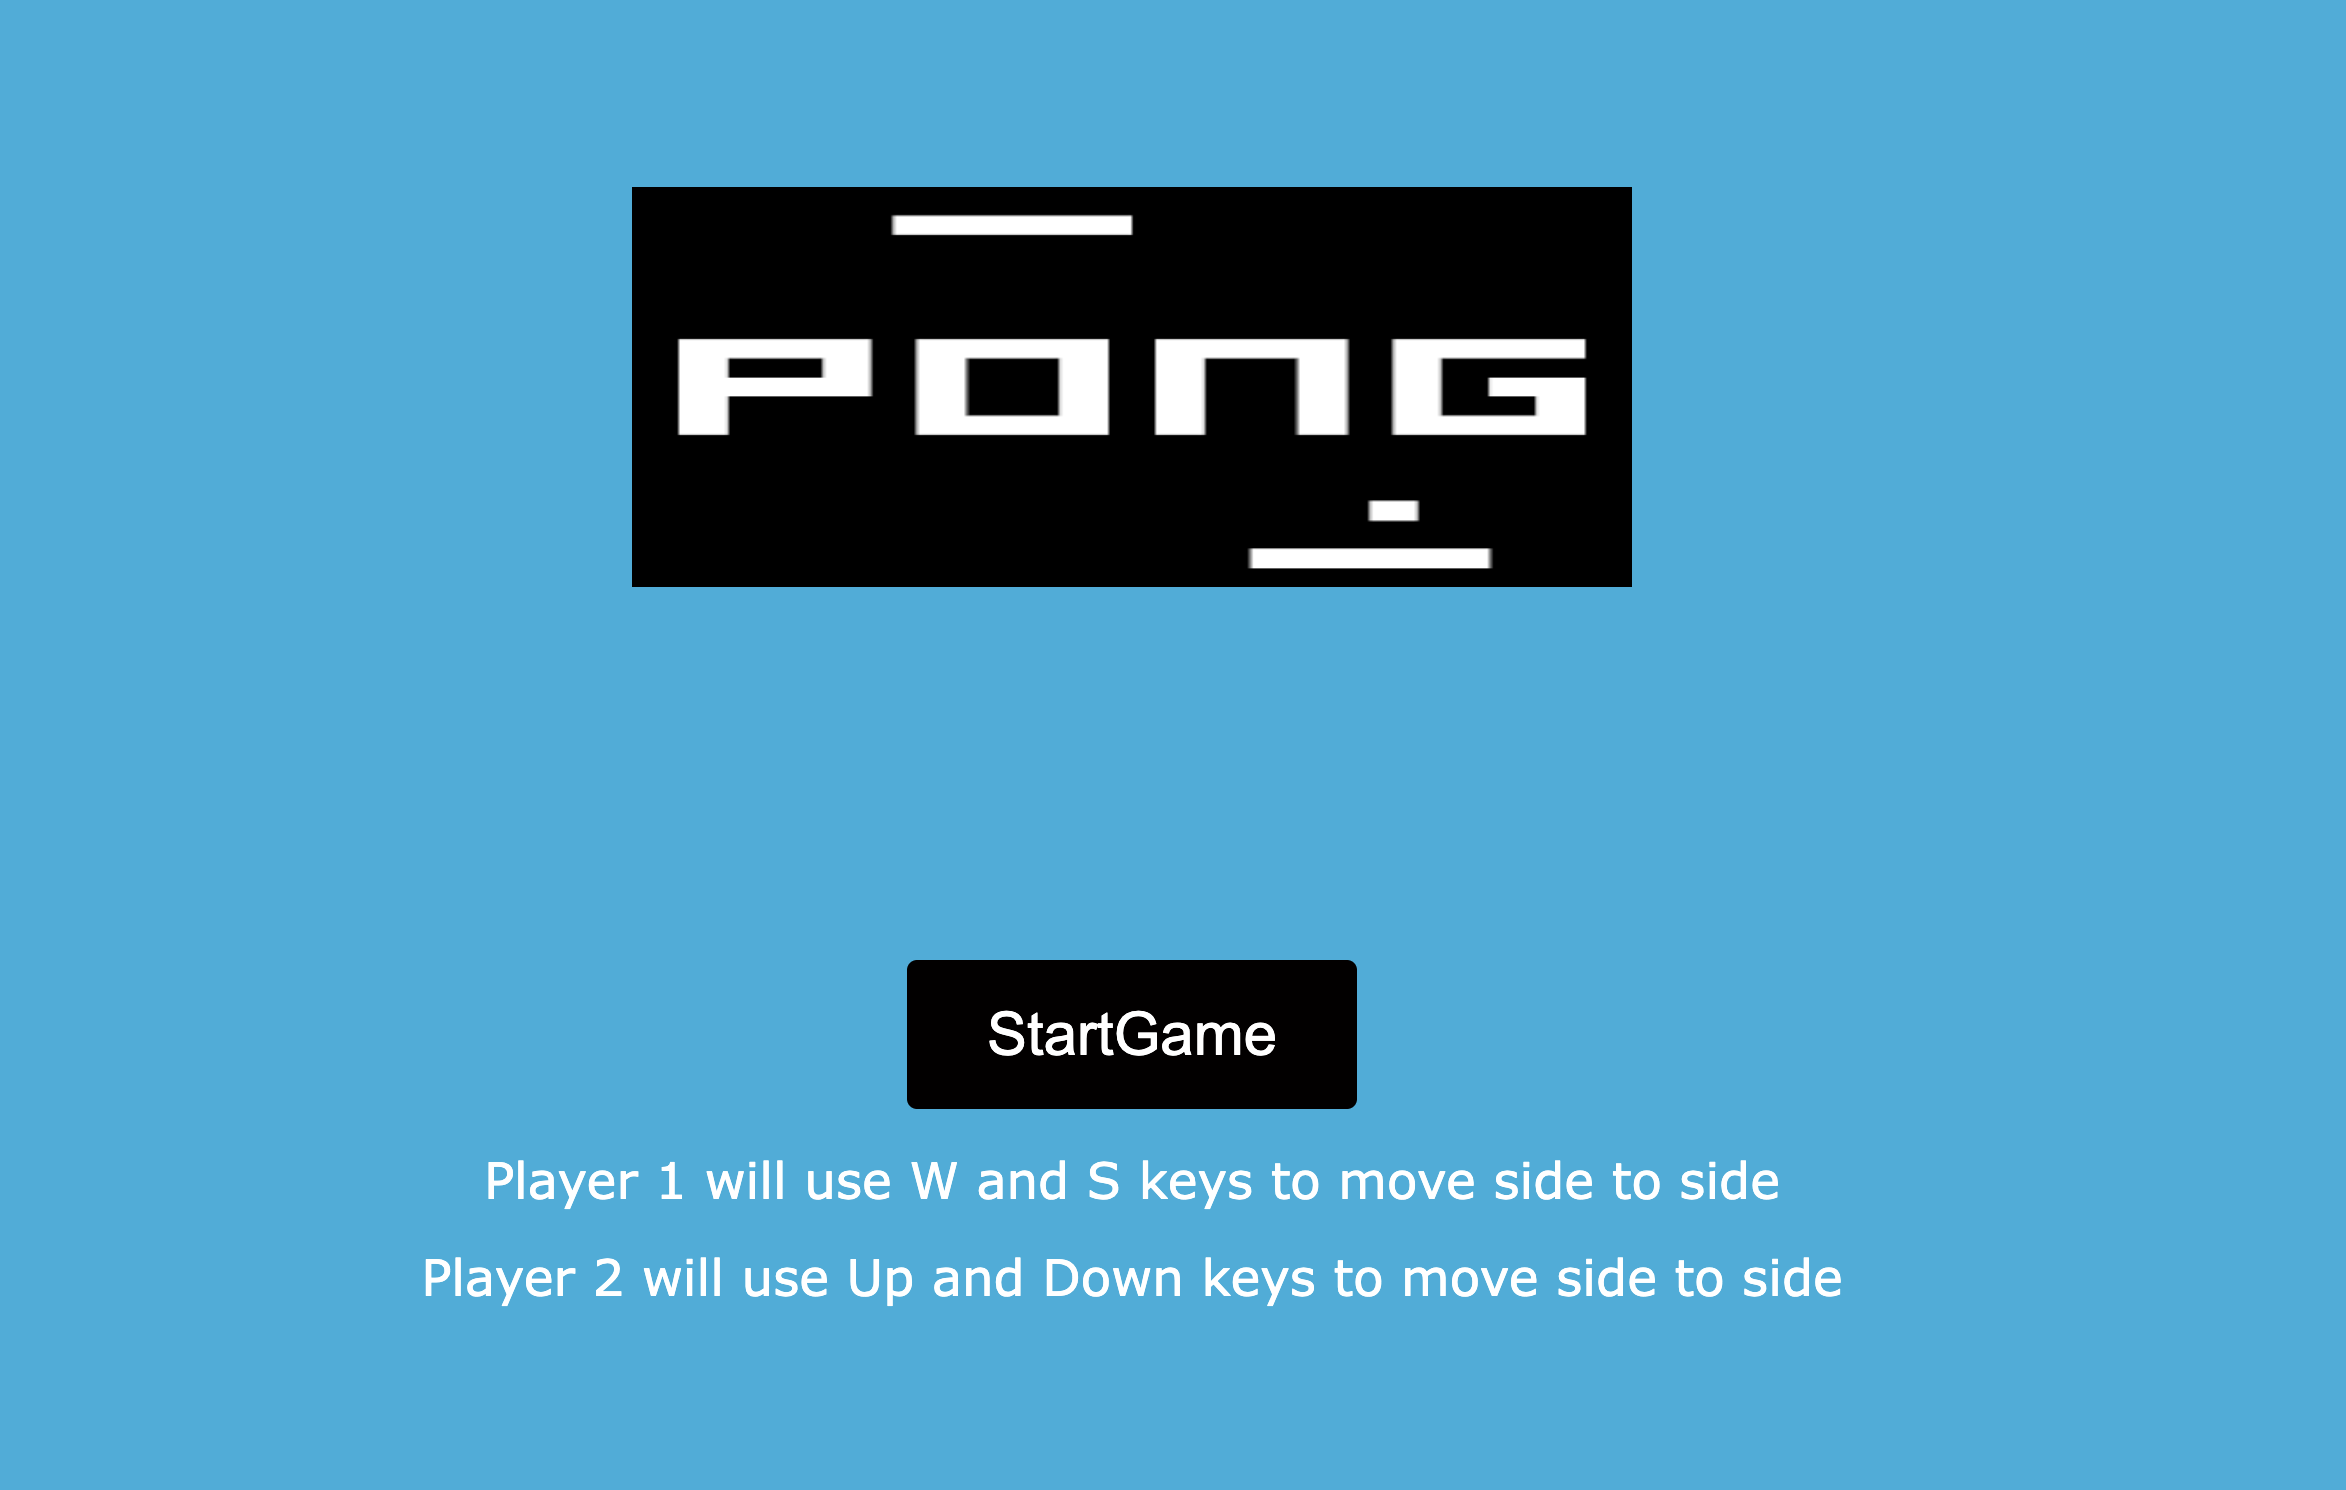 PONG
StartGame
Player 1 will use W and S keys to move side to side
Player 2 will use Up and Down keys to move side to side